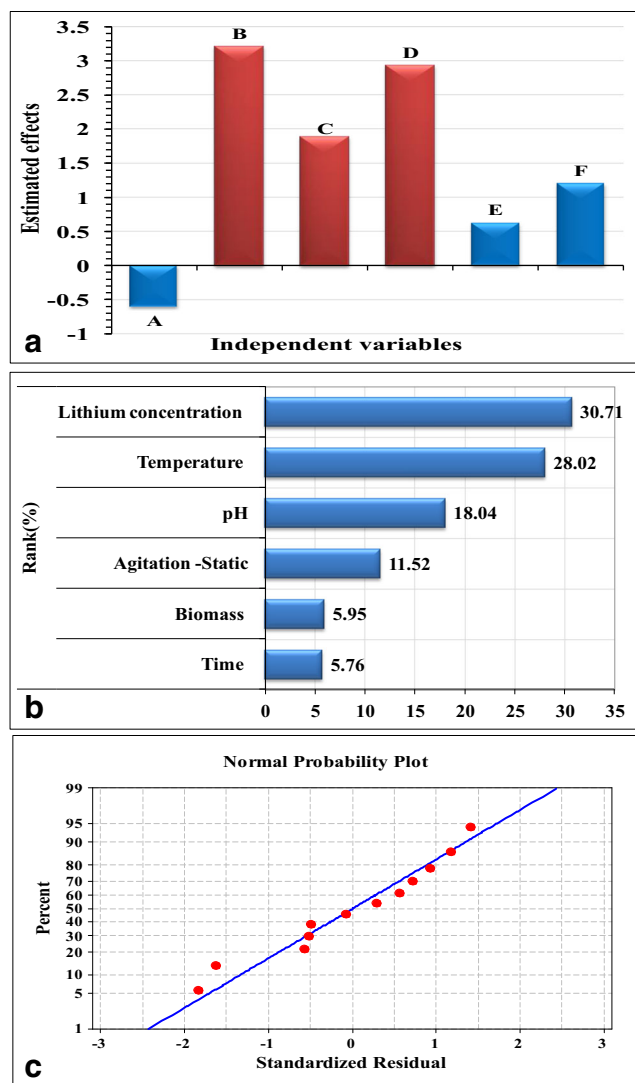 3.5
3
2.5
2
1.5
1
0.5
0
-0.5
-1
Estimated effects
A
B
C
D
E
F
Independent variables
a
Rank(%)
Lithium concentration 30.71
Temperature 28.02
pH 18.04
Agitation -Static 11.52
Biomass 5.95
Time 5.76
0 5 10 15 20 25 30 35
b
Normal Probability Plot
Percent
99
95
90
80
70
60
50
40
30
20
10
5
1
-3 -2 -1 0 1 2 3
Standardized Residual
c